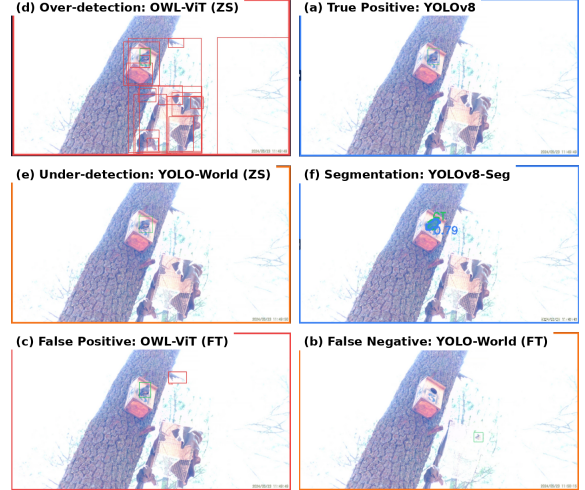 (d) Over-detection: OWL-ViT (ZS)
(a) True Positive: YOLOv8
(e) Under-detection: YOLO-World (ZS)
(f) Segmentation: YOLOv8-Seg
0.79
(c) False Positive: OWL-ViT (FT)
(b) False Negative: YOLO-World (FT)